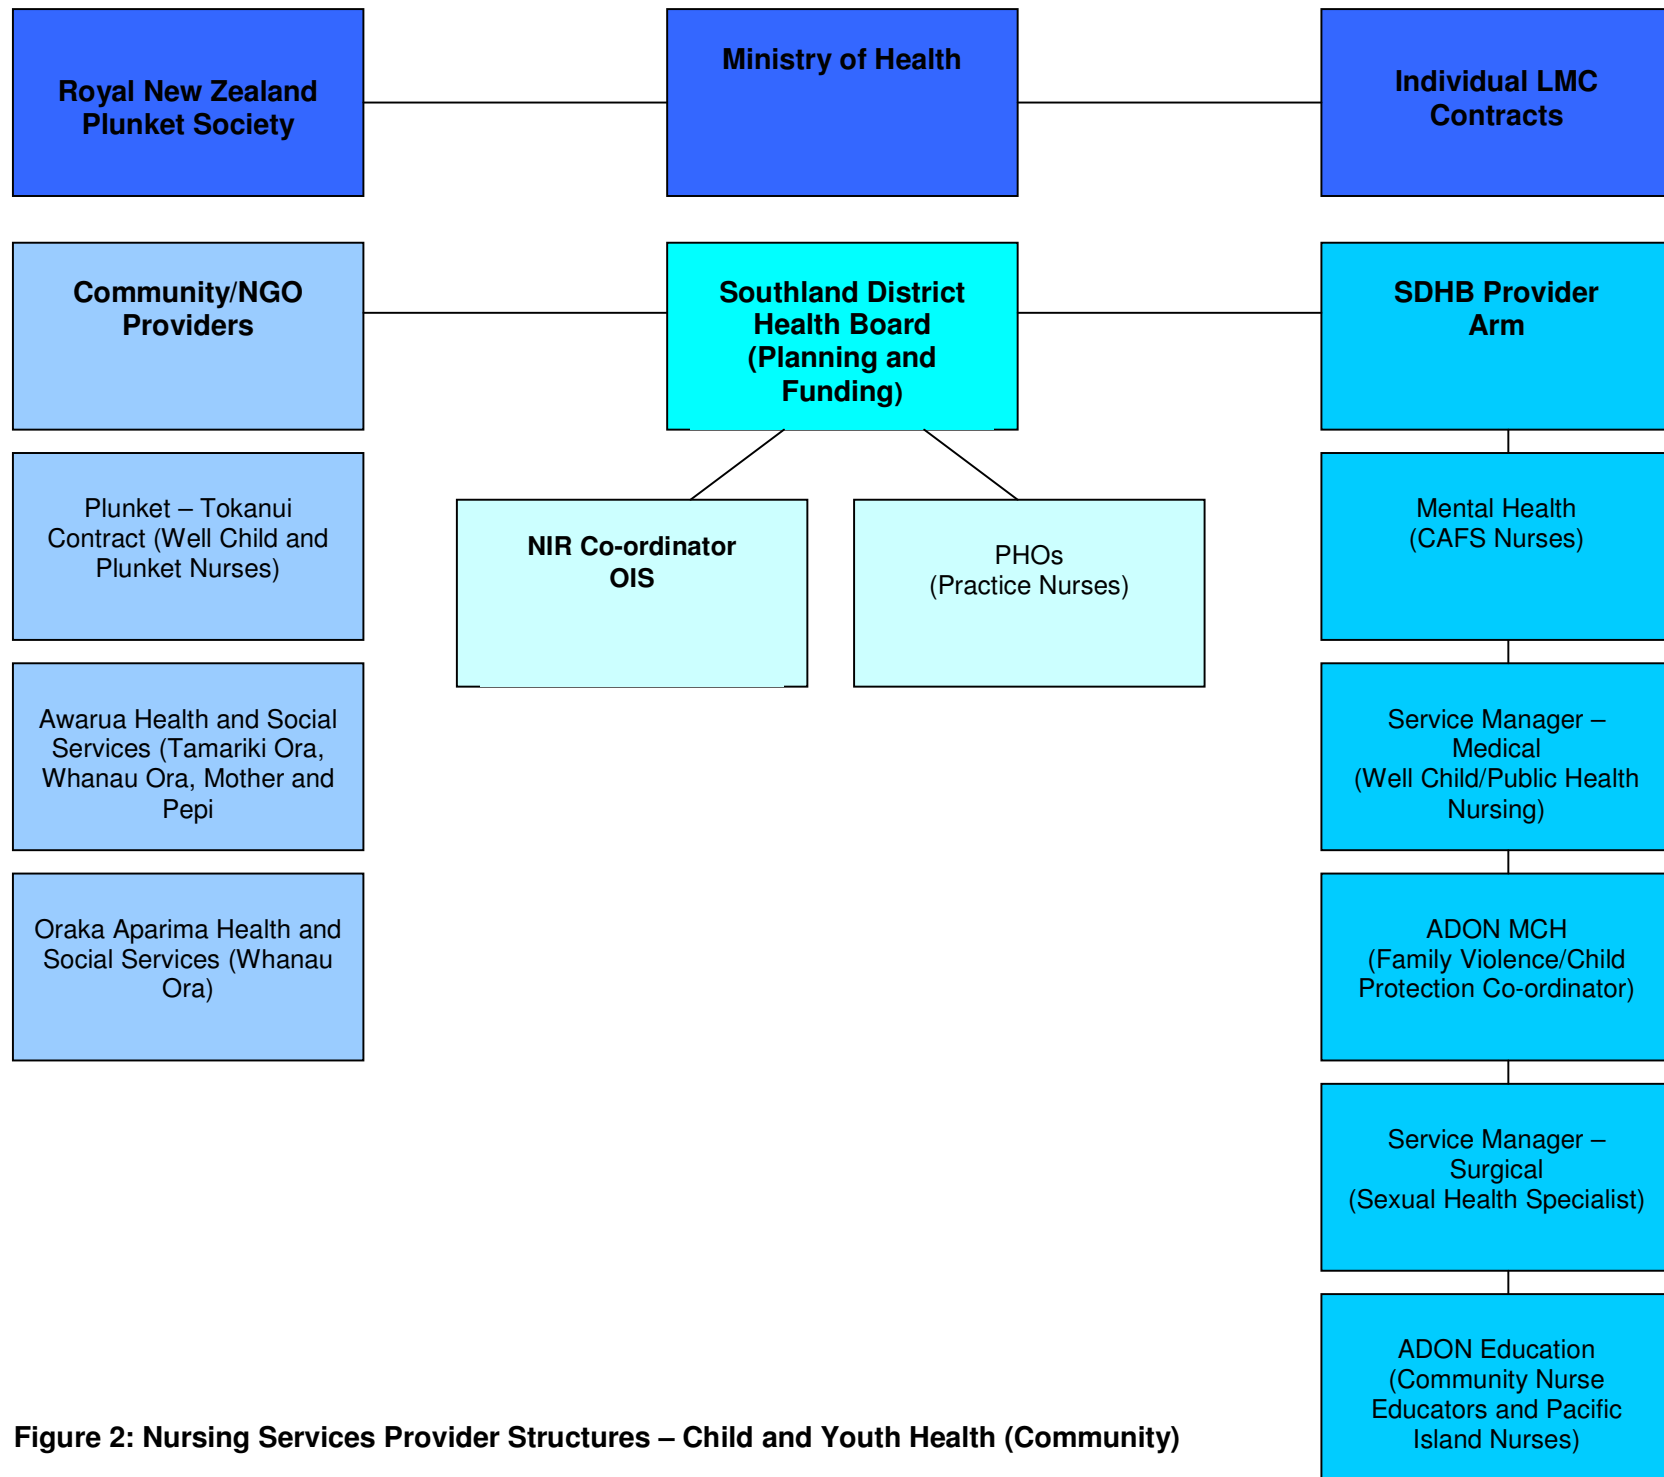 Royal New Zealand
Plunket Society
Ministry of Health
Individual LMC
Contracts
Community/NGO
Providers
Southland District
Health Board
(Planning and
Funding)
SDHB Provider
Arm
Plunket – Tokanui
Contract (Well Child and
Plunket Nurses)
NIR Co-ordinator
OIS
PHOs
(Practice Nurses)
Mental Health
(CAFS Nurses)
Awarua Health and Social
Services (Tamariki Ora,
Whanau Ora, Mother and
Pepi
Service Manager –
Medical
(Well Child/Public Health
Nursing)
Oraka Aparima Health and
Social Services (Whanau
Ora)
ADON MCH
(Family Violence/Child
Protection Co-ordinator)
Service Manager –
Surgical
(Sexual Health Specialist)
ADON Education
(Community Nurse
Educators and Pacific
Island Nurses)
Figure 2: Nursing Services Provider Structures – Child and Youth Health (Community)